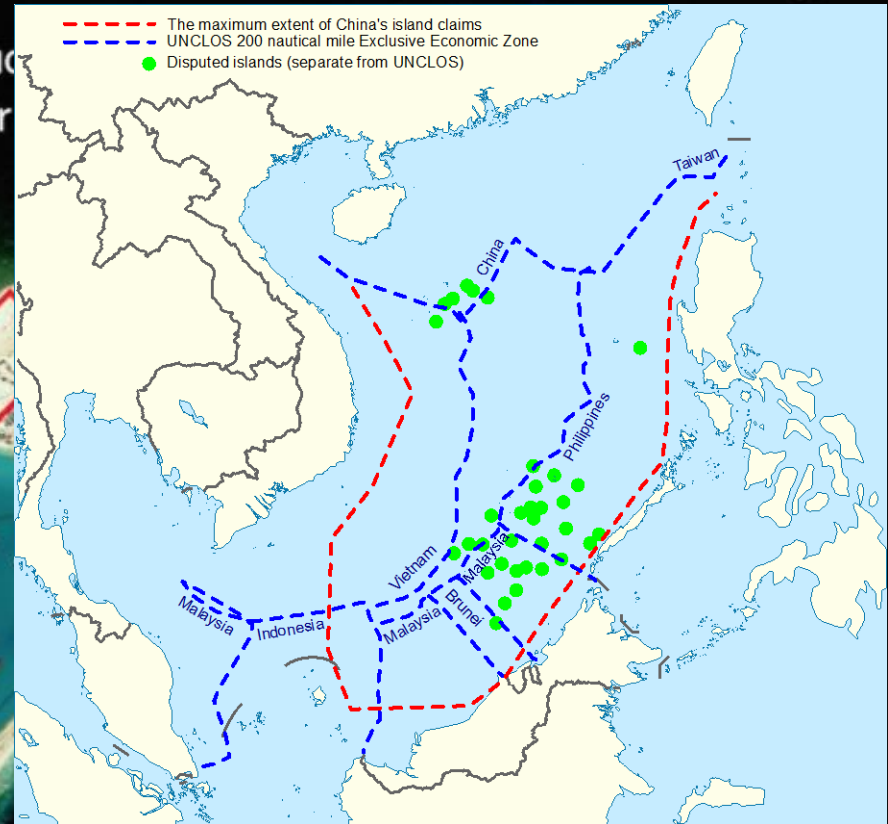 The maximum extent of China's island claims
UNCLOS 200 nautical mile Exclusive Economic Zone
Disputed islands (separate from UNCLOS)
Taiwan
China
Philippines
Malaysia
Vietnam
Malaysia
Brunei
Malaysia
Indonesia